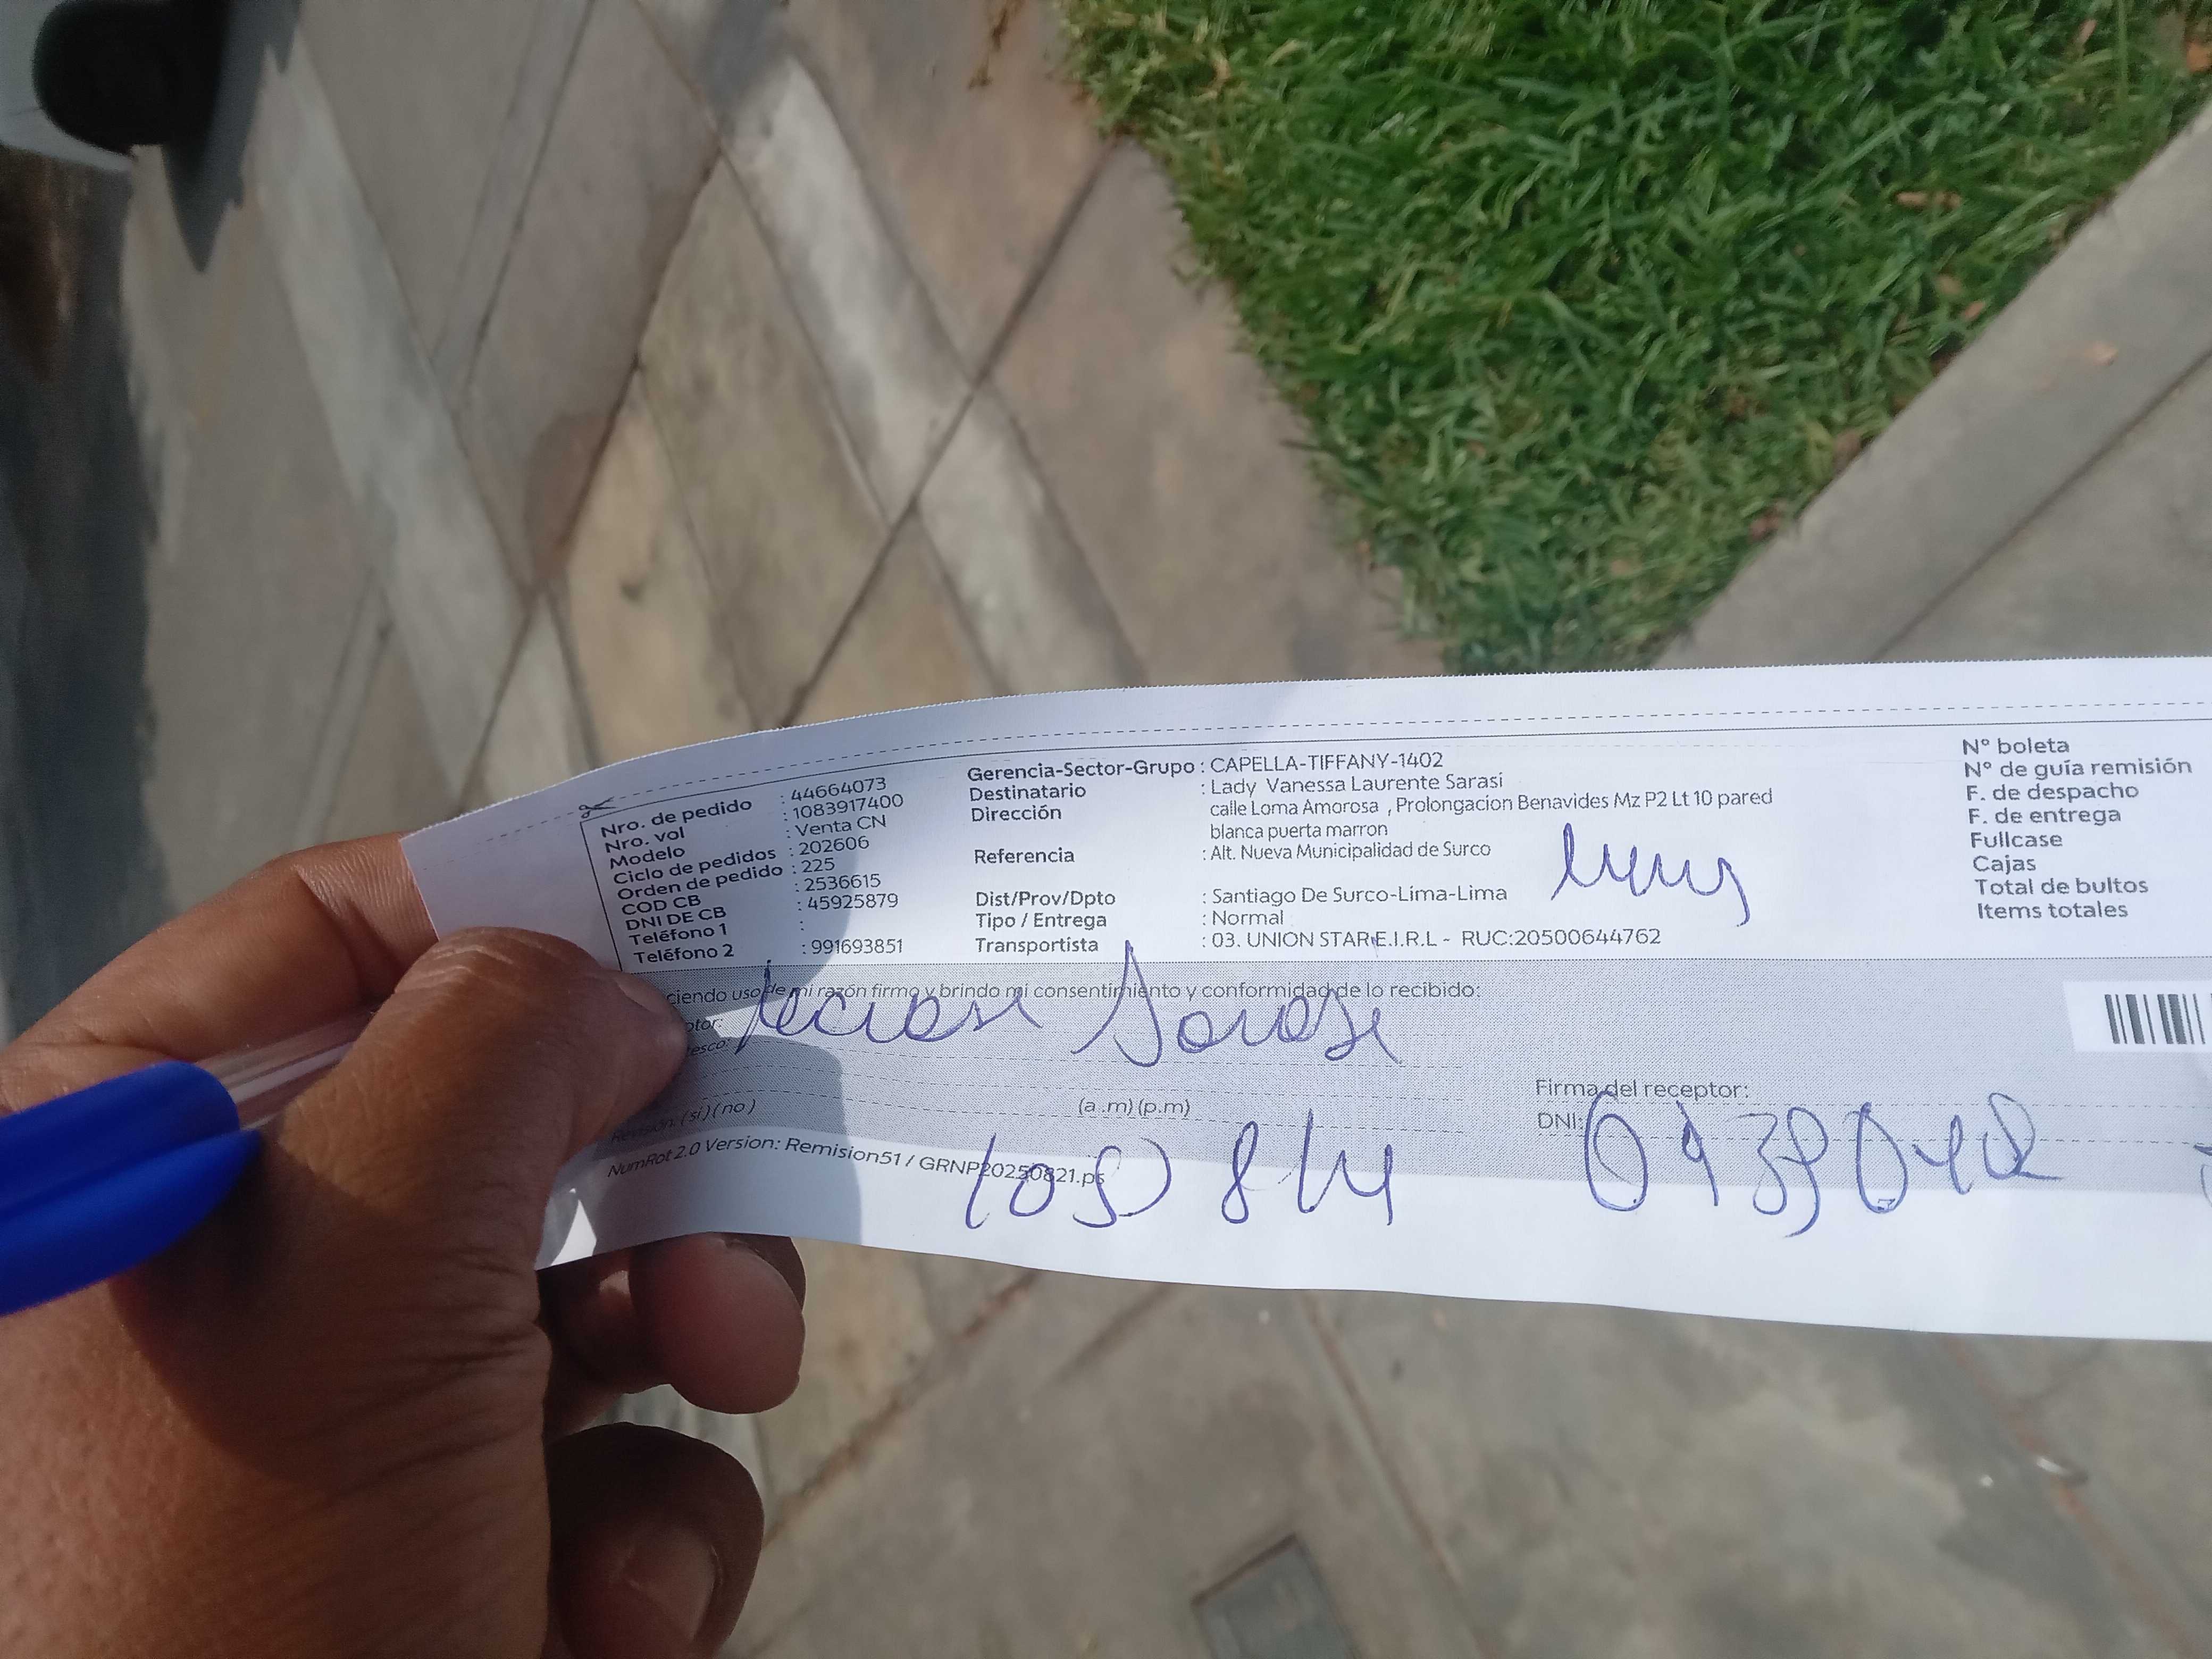 Nro. de pedido : 44664073
Nro. vol : 1083917400
Modelo : Venta CN
Ciclo de pedidos : 202606
Orden de pedido : 225
COD CB : 2536615
DNI DE CB : 45925879
Teléfono 1 :
Teléfono 2 : 991693851
Gerencia-Sector-Grupo : CAPELLA-TIFFANY-1402
Destinatario : Lady Vanessa Laurente Sarasi
Dirección calle Loma Amorosa , Prolongacion Benavides Mz P2 Lt 10 pared
blanca puerta marron
Referencia : Alt. Nueva Municipalidad de Surco
Dist/Prov/Dpto : Santiago De Surco-Lima-Lima
Tipo / Entrega : Normal
Transportista : 03. UNION STAR E.I.R.L - RUC:20500644762
N° boleta
N° de guía remisión
F. de despacho
F. de entrega
Fullcase
Cajas
Total de bultos
Items totales
ciendo uso de mi razón firmo y brindo mi consentimiento y conformidad de lo recibido:
ptor:
esco:
Revisión: (si) (no) (a .m) (p.m)
Firma del receptor:
DNI:
NumRot 2.0 Version: Remision51 / GRNP20250821.ps